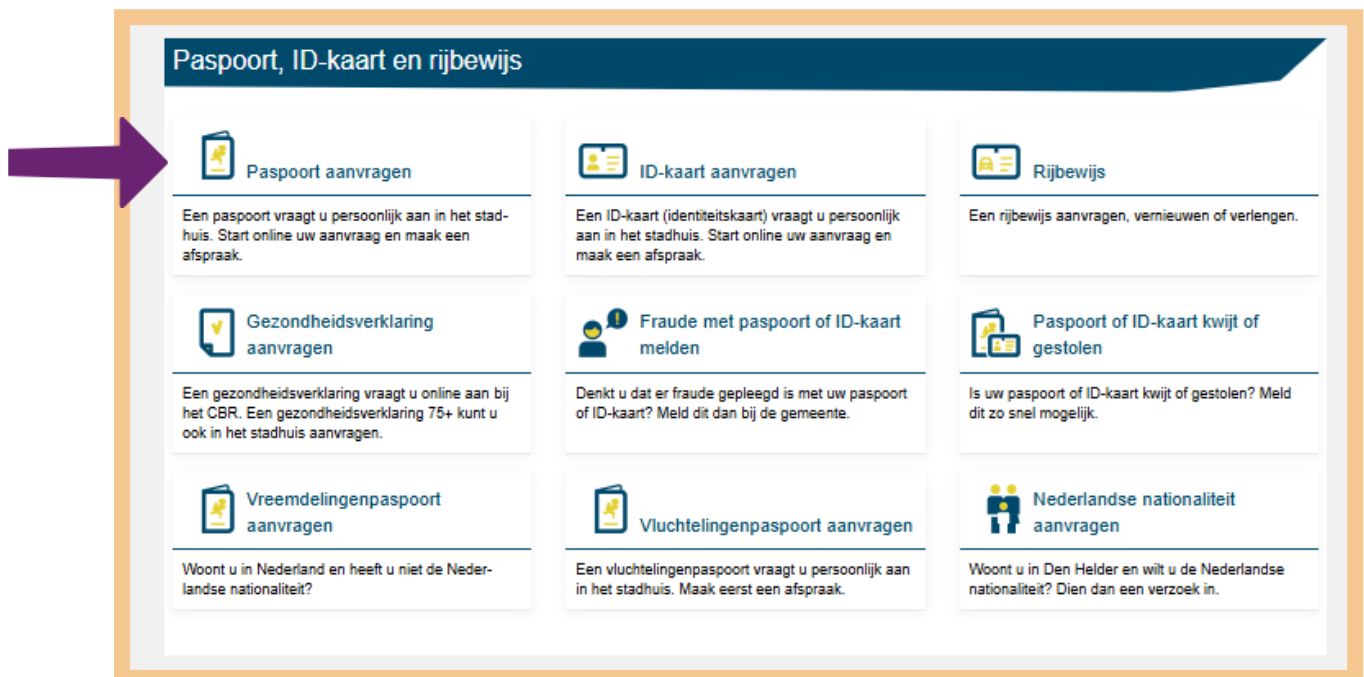 Paspoort, ID-kaart en rijbewijs
Paspoort aanvragen
Een paspoort vraagt u persoonlijk aan in het stad-
huis. Start online uw aanvraag en maak een
afspraak.
ID-kaart aanvragen
Een ID-kaart (identiteitskaart) vraagt u persoonlijk
aan in het stadhuis. Start online uw aanvraag en
maak een afspraak.
Rijbewijs
Een rijbewijs aanvragen, vernieuwen of verlengen.
Gezondheidsverklaring
aanvragen
Een gezondheidsverklaring vraagt u online aan bij
het CBR. Een gezondheidsverklaring 75+ kunt u
ook in het stadhuis aanvragen.
Fraude met paspoort of ID-kaart
melden
Denkt u dat er fraude gepleegd is met uw paspoort
of ID-kaart? Meld dit dan bij de gemeente.
Paspoort of ID-kaart kwijt of
gestolen
Is uw paspoort of ID-kaart kwijt of gestolen? Meld
dit zo snel mogelijk.
Vreemdelingenpaspoort
aanvragen
Woont u in Nederland en heeft u niet de Neder-
landse nationaliteit?
Vluchtelingenpaspoort aanvragen
Een vluchtelingenpaspoort vraagt u persoonlijk aan
in het stadhuis. Maak eerst een afspraak.
Nederlandse nationaliteit
aanvragen
Woont u in Den Helder en wilt u de Nederlandse
nationaliteit? Dien dan een verzoek in.